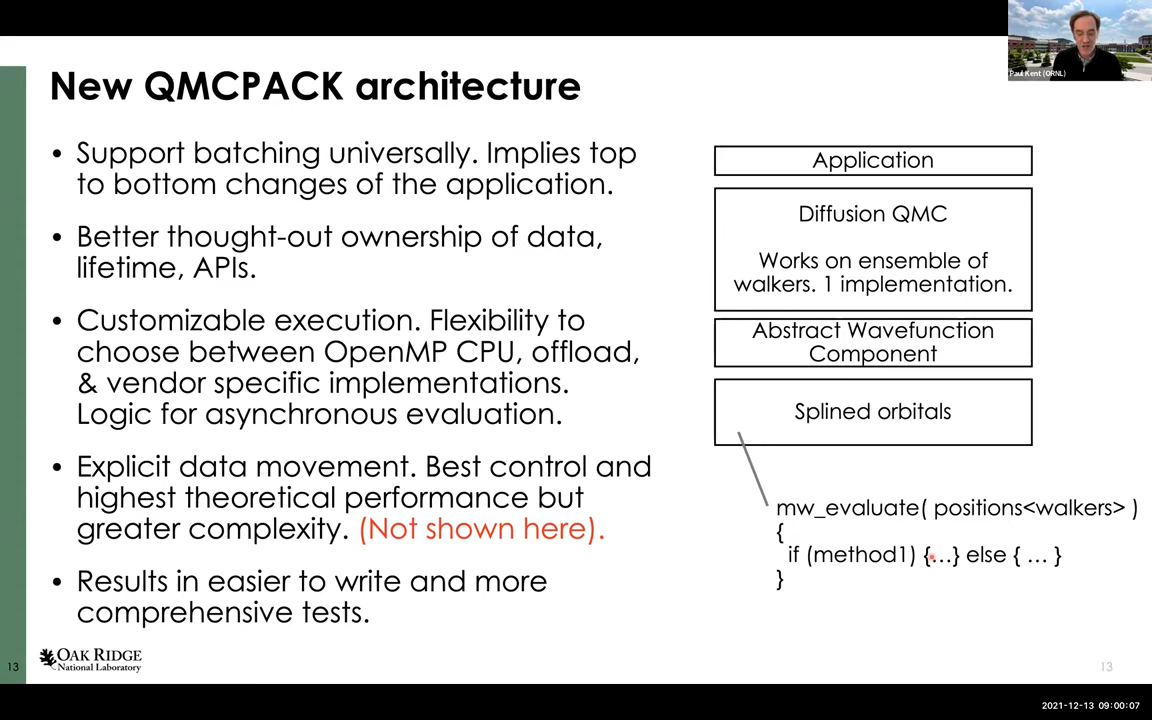 New QMCPACK architecture
• Support batching universally. Implies top
to bottom changes of the application.
• Better thought-out ownership of data,
lifetime, APIs.
• Customizable execution. Flexibility to
choose between OpenMP CPU, offload,
& vendor specific implementations.
Logic for asynchronous evaluation.
• Explicit data movement. Best control and
highest theoretical performance but
greater complexity. (Not shown here).
• Results in easier to write and more
comprehensive tests.
Application
Diffusion QMC
Works on ensemble of
walkers. 1 implementation.
Abstract Wavefunction
Component
Splined orbitals
mw_evaluate( positions<walkers> )
{
if (method1) {…} else { … }
}
Paul Kent (ORNL)
13
OAK RIDGE
National Laboratory
13
2021-12-13 09:00:07